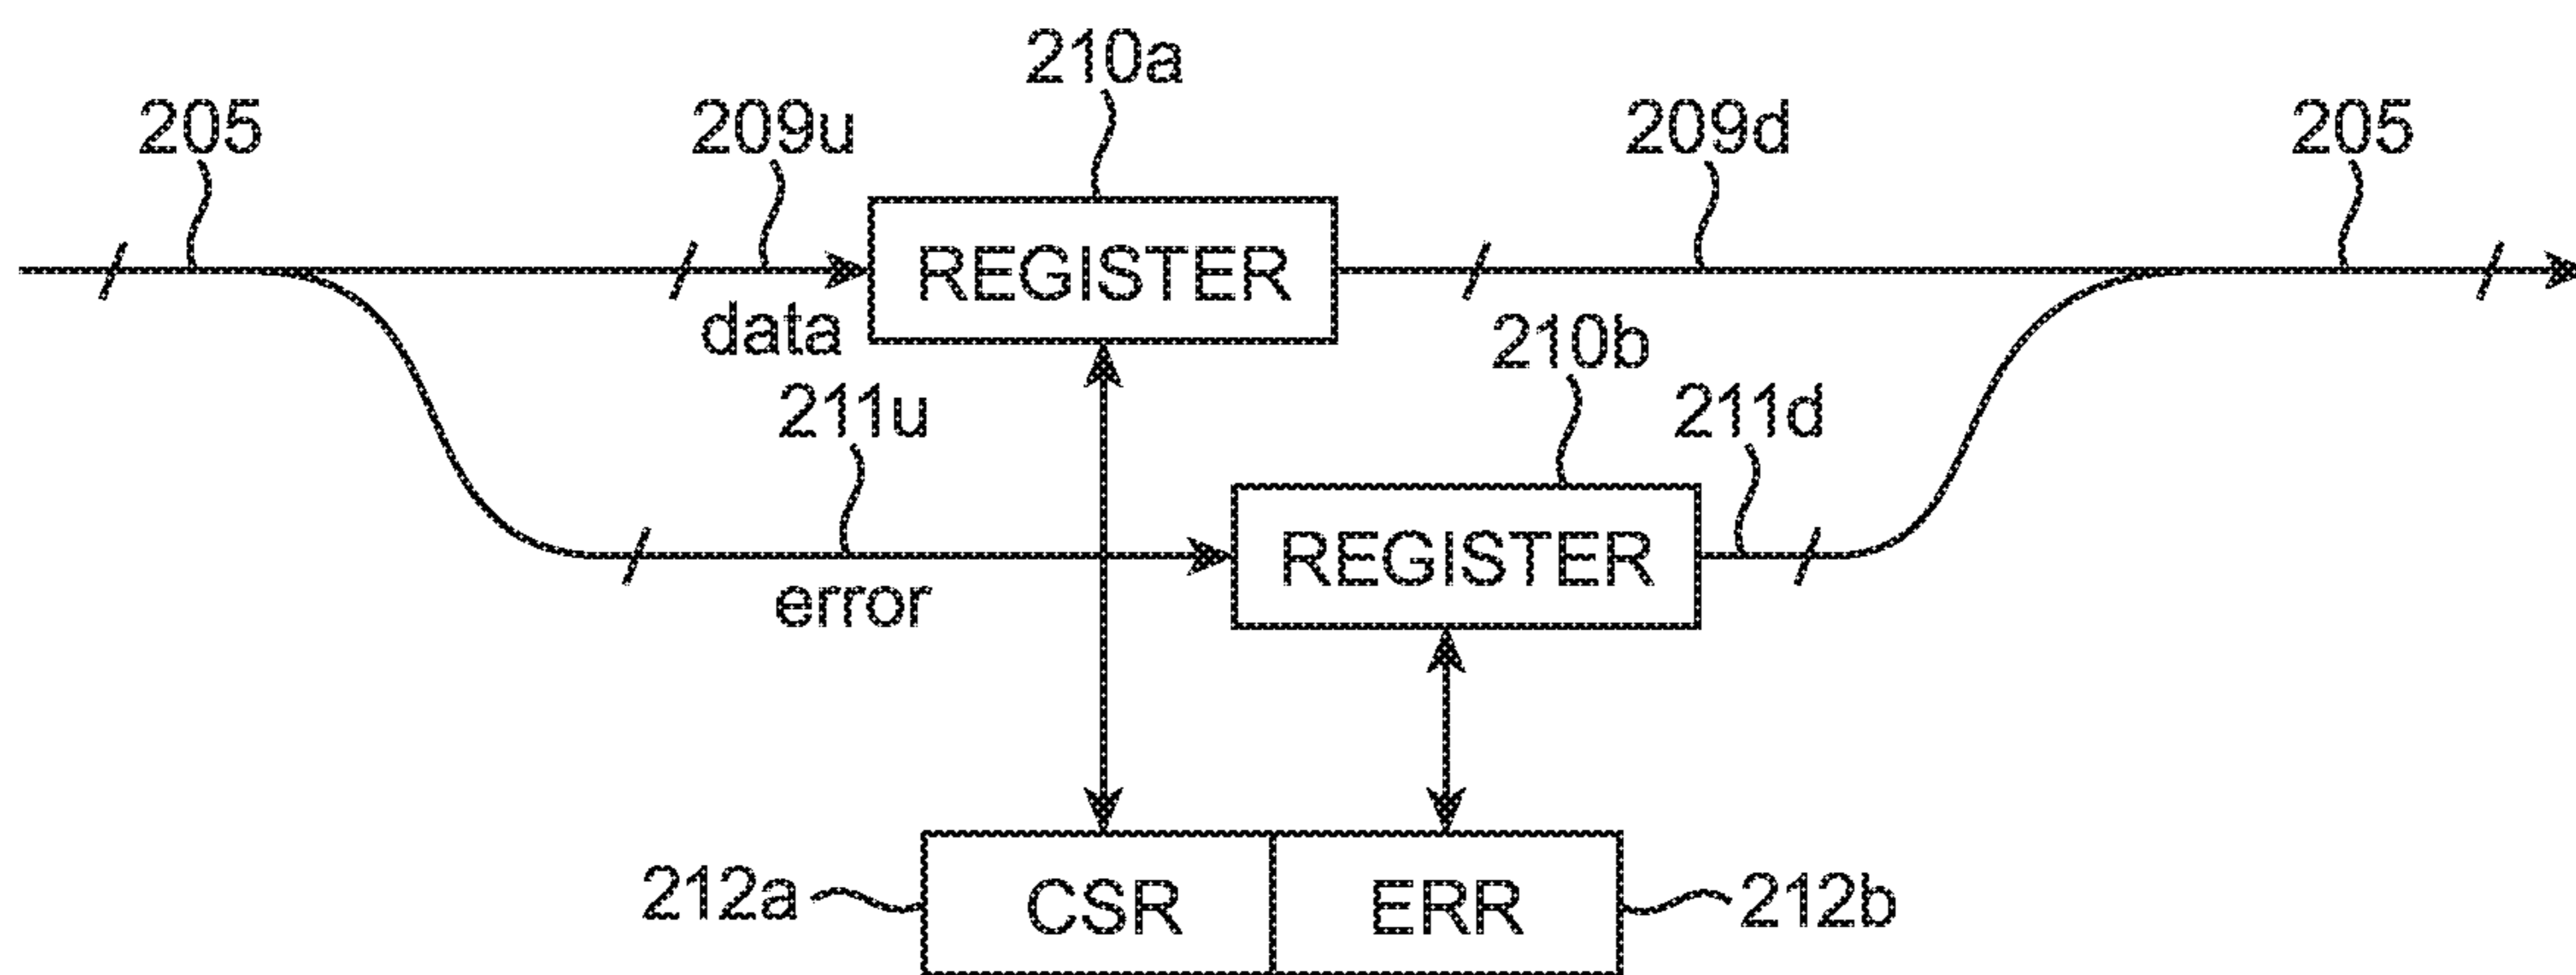 210a
205
209u
209d
205
REGISTER
data
210b
211u
211d
REGISTER
error
212a
CSR
ERR
212b